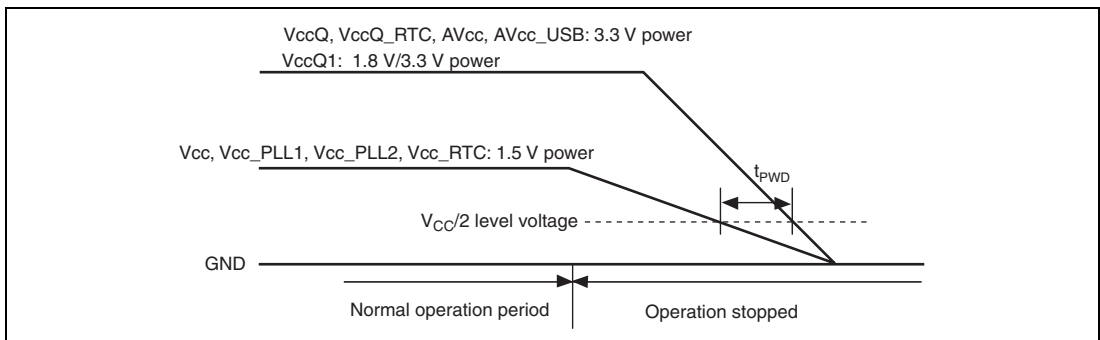 VccQ, VccQ_RTC, AVcc, AVcc_USB: 3.3 V power
VccQ1: 1.8 V/3.3 V power
Vcc, Vcc_PLL1, Vcc_PLL2, Vcc_RTC: 1.5 V power
tPWD
VCC/2 level voltage
GND
Normal operation period
Operation stopped